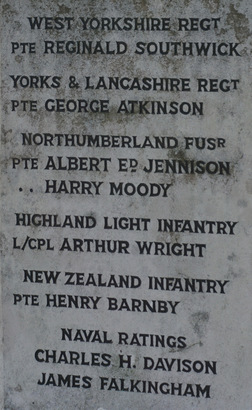 WEST YORKSHIRE REGT
PTE REGINALD SOUTHWICK
YORKS & LANCASHIRE REGT
PTE GEORGE ATKINSON
NORTHUMBERLAND FUSR
PTE ALBERT ED JENNISON
.. HARRY MOODY
HIGHLAND LIGHT INFANTRY
L/CPL ARTHUR WRIGHT
NEW ZEALAND INFANTRY
PTE HENRY BARNBY
NAVAL RATINGS
CHARLES H. DAVISON
JAMES FALKINGHAM